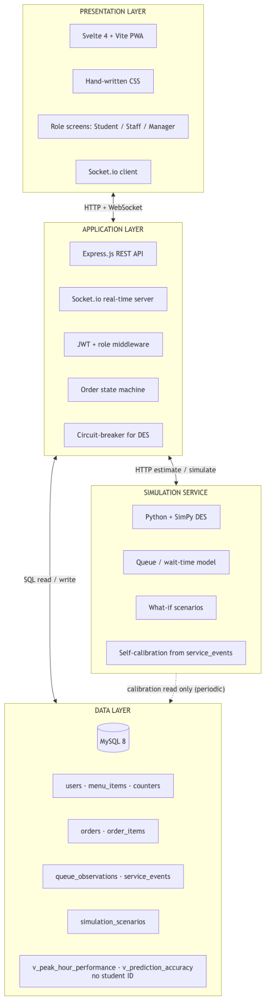 PRESENTATION LAYER
Svelte 4 + Vite PWA
Hand-written CSS
Role screens: Student / Staff / Manager
Socket.io client
HTTP + WebSocket
APPLICATION LAYER
Express.js REST API
Socket.io real-time server
JWT + role middleware
Order state machine
Circuit-breaker for DES
HTTP estimate / simulate
SIMULATION SERVICE
Python + SimPy DES
Queue / wait-time model
SQL read / write
What-if scenarios
Self-calibration from service_events
calibration read only (periodic)
DATA LAYER
MySQL 8
users · menu_items · counters
orders · order_items
queue_observations · service_events
simulation_scenarios
v_peak_hour_performance · v_prediction_accuracy
no student ID